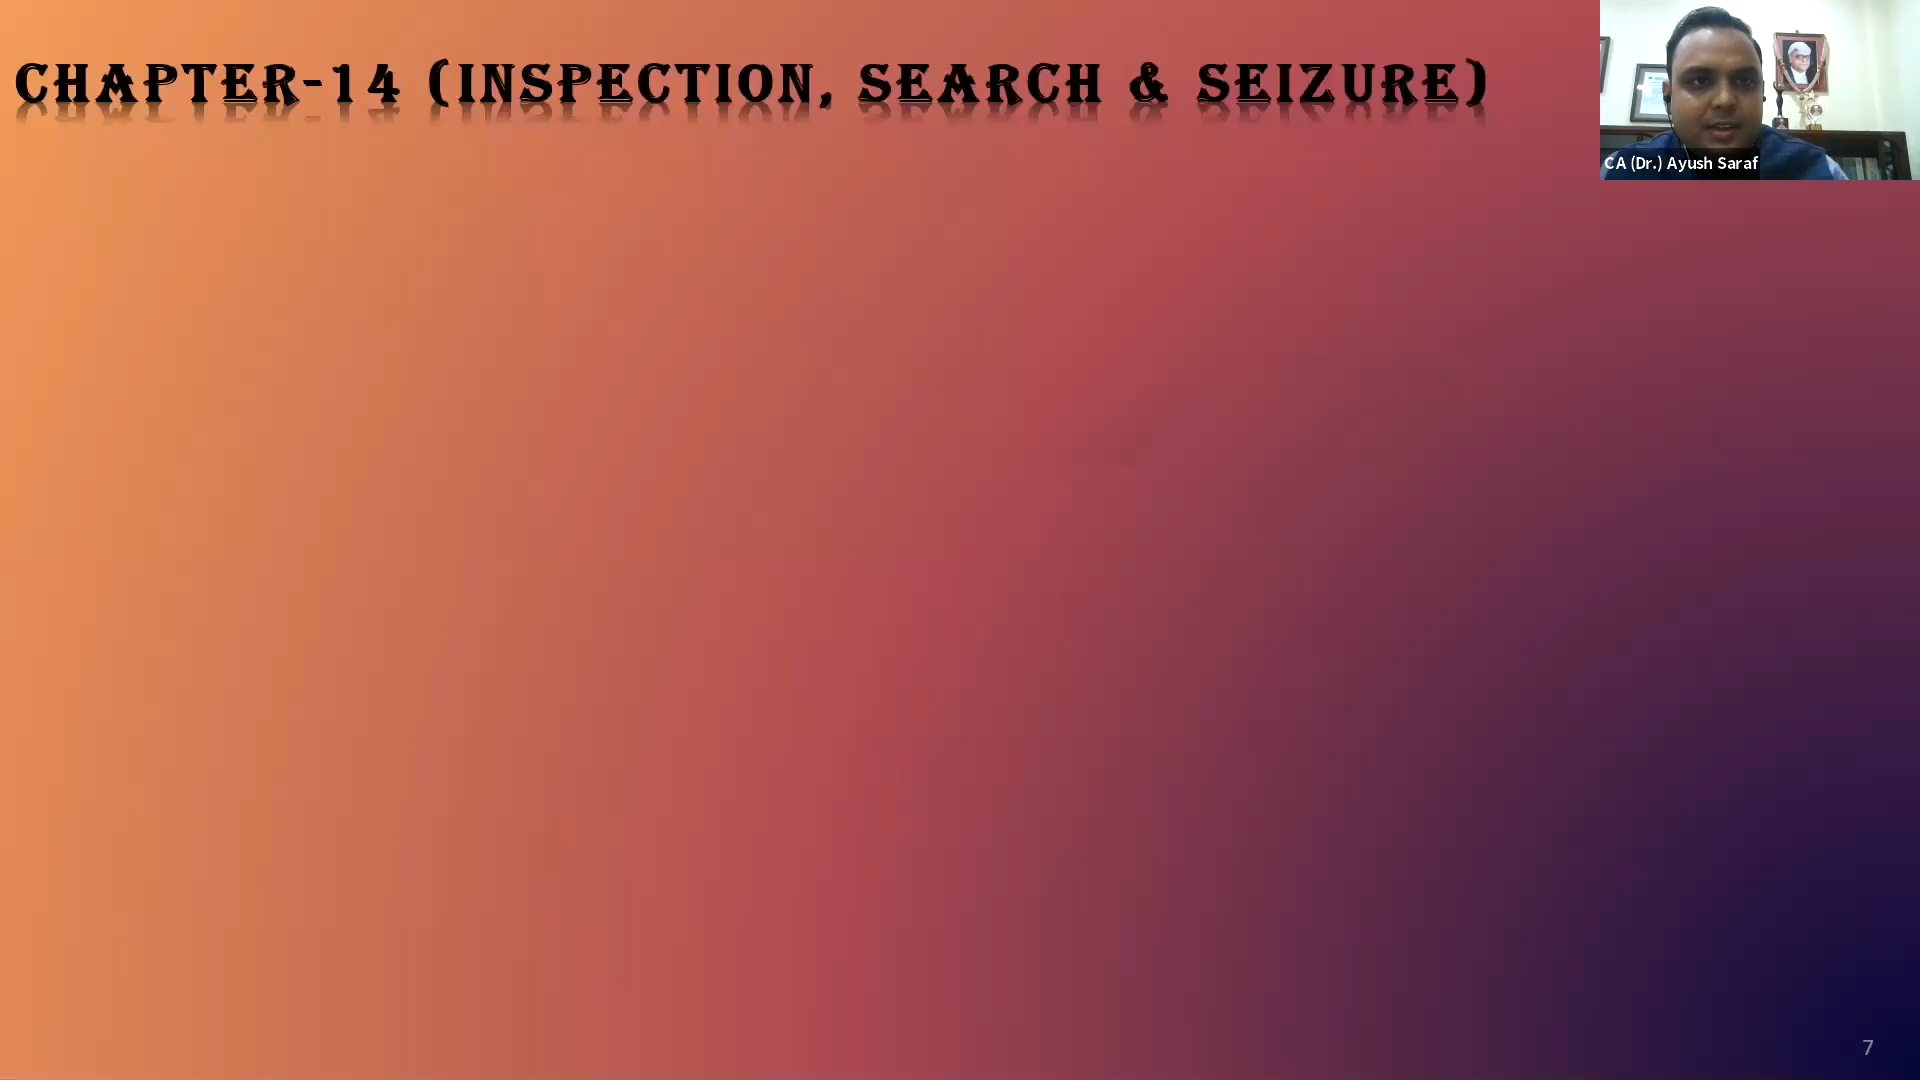 CHAPTER-14 (INSPECTION, SEARCH & SEIZURE)
CA (Dr.) Ayush Saraf
7